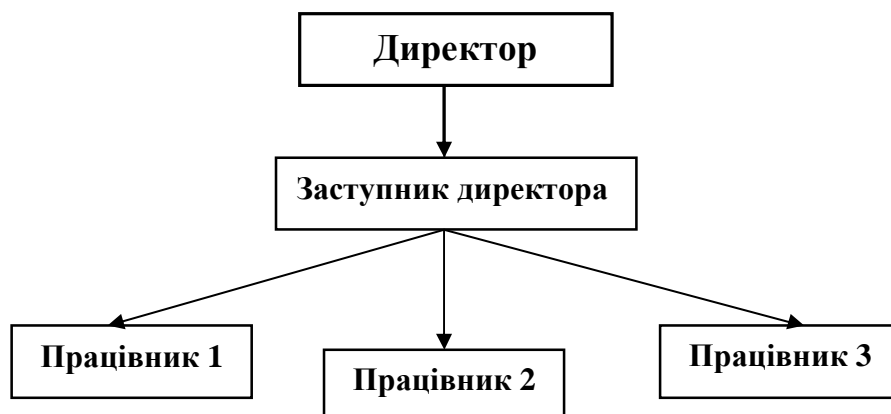 Директор
Заступник директора
Працівник 1
Працівник 2
Працівник 3